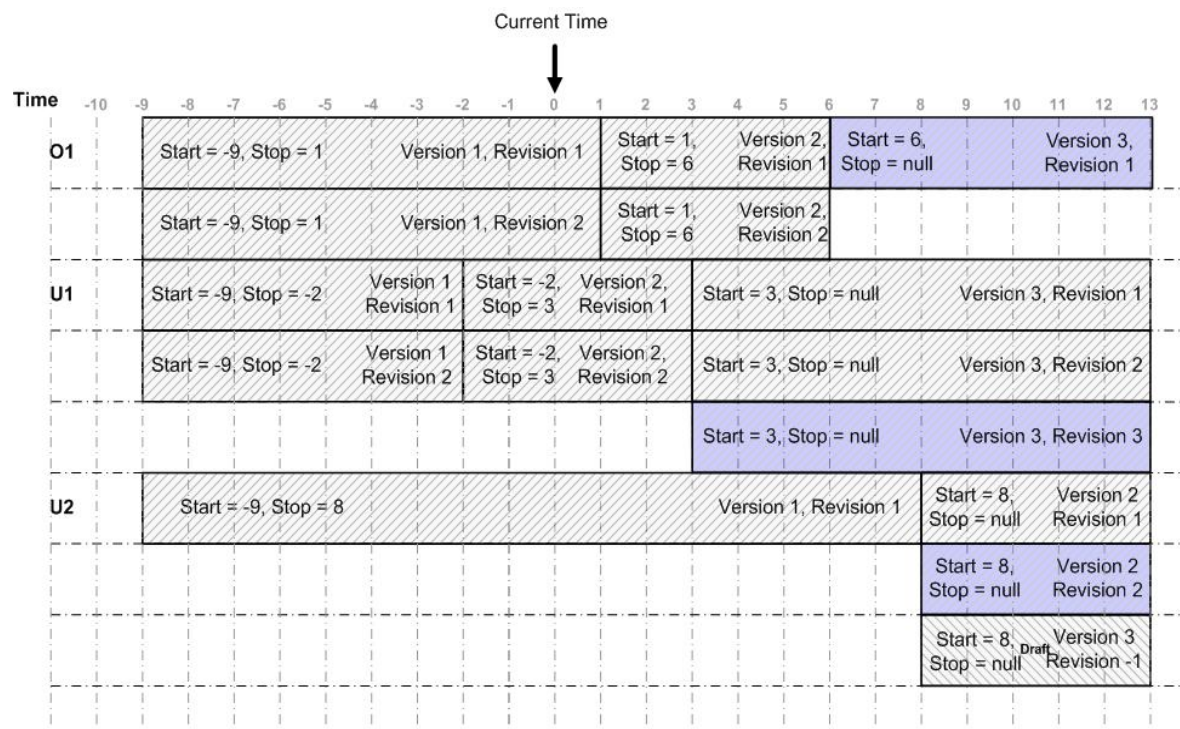 Current Time
Time -10 -9 -8 -7 -6 -5 -4 -3 -2 -1 0 1 2 3 4 5 6 7 8 9 10 11 12 13
O1
Start = -9, Stop = 1 Version 1, Revision 1
Start = 1, Version 2,
Stop = 6 Revision 1
Start = 6, Version 3,
Stop = null Revision 1
Start = -9, Stop = 1 Version 1, Revision 2
Start = 1, Version 2,
Stop = 6 Revision 2
U1
Start = -9, Stop = -2
Version 1
Revision 1
Start = -2, Version 2,
Stop = 3 Revision 1
Start = 3, Stop = null Version 3, Revision 1
Start = -9, Stop = -2
Version 1
Revision 2
Start = -2, Version 2,
Stop = 3 Revision 2
Start = 3, Stop = null Version 3, Revision 2
Start = 3, Stop = null Version 3, Revision 3
U2
Start = -9, Stop = 8 Version 1, Revision 1
Start = 8, Version 2
Stop = null Revision 1
Start = 8, Version 2
Stop = null Revision 2
Start = 8, Version 3
Draft
Stop = null Revision -1